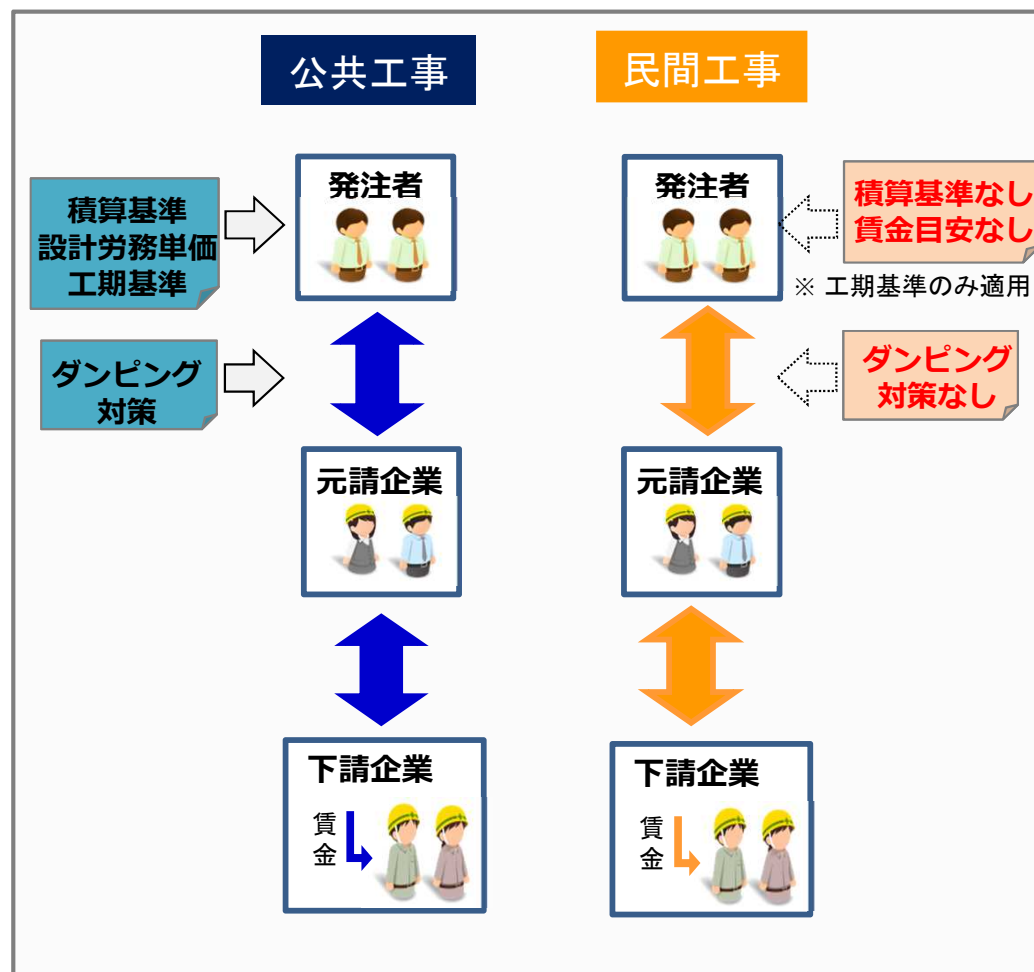 公共工事
民間工事
発注者
発注者
積算基準
設計労務単価
工期基準
積算基準なし
賃金目安なし
※ 工期基準のみ適用
ダンピング
対策
ダンピング
対策なし
元請企業
元請企業
下請企業
賃金
下請企業
賃金